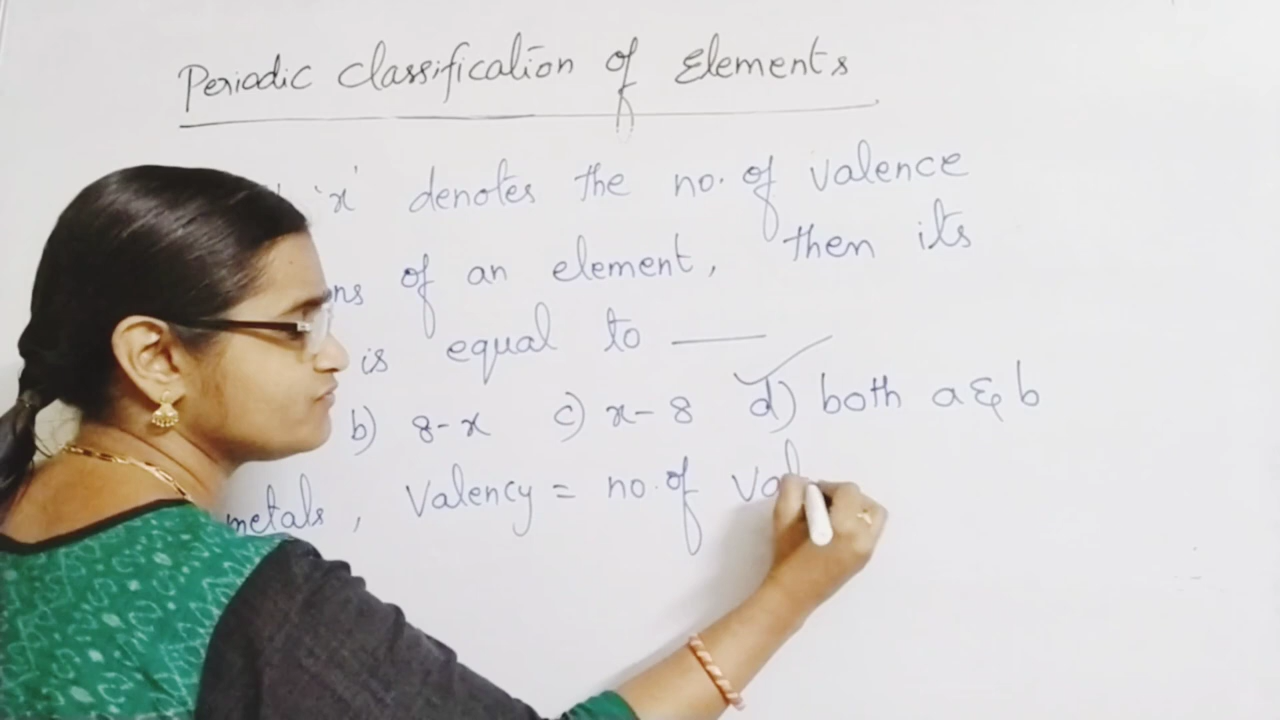 Periodic Classification of Elements
'x' denotes the no. of valence
ns of an element, then its
is equal to ——
b) 8-x c) x-8 d) both a & b
metals, Valency = no. of val